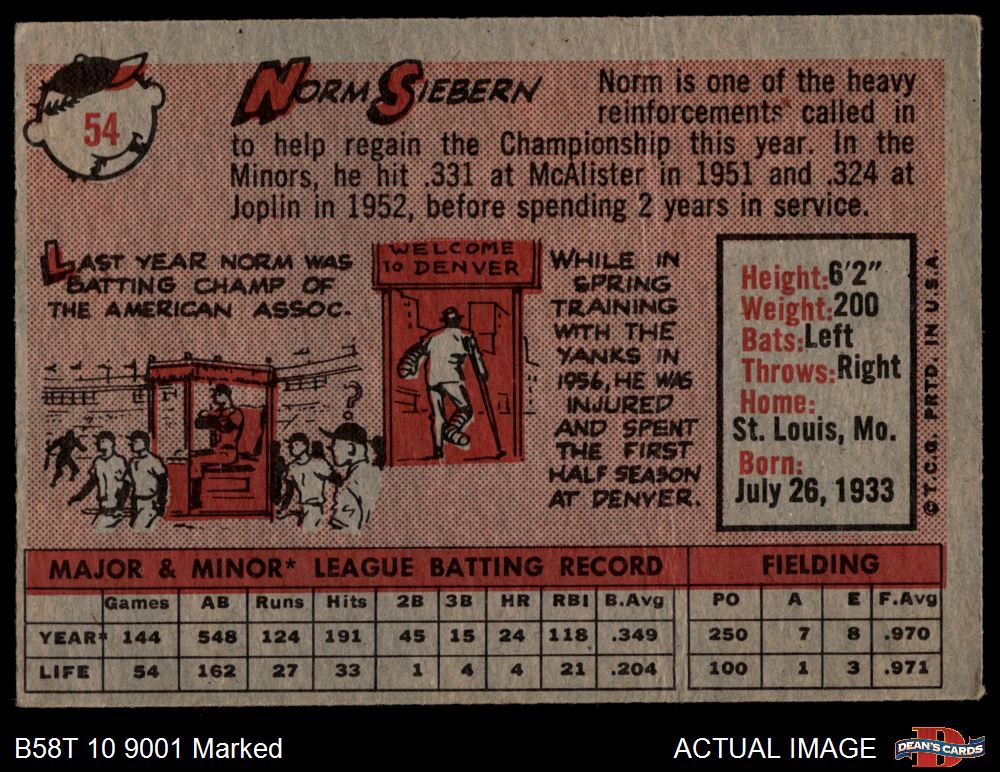 54
NORM SIEBERN
Norm is one of the heavy
reinforcements called in
to help regain the Championship this year. In the
Minors, he hit .331 at McAlister in 1951 and .324 at
Joplin in 1952, before spending 2 years in service.
LAST YEAR NORM WAS
BATTING CHAMP OF
THE AMERICAN ASSOC.
?
WELCOME
TO DENVER
WHILE IN
SPRING
TRAINING
WITH THE
YANKS IN
1956, HE WAS
INJURED
AND SPENT
THE FIRST
HALF SEASON
AT DENVER.
Height: 6'2"
Weight: 200
Bats: Left
Throws: Right
Home:
St. Louis, Mo.
Born:
July 26, 1933
© T.C.G. PRTD. IN U.S.A.
MAJOR & MINOR* LEAGUE BATTING RECORD FIELDING
Games AB Runs Hits 2B 3B HR RBI B.Avg PO A E F.Avg
YEAR* 144 548 124 191 45 15 24 118 .349 250 7 8 .970
LIFE 54 162 27 33 1 4 4 21 .204 100 1 3 .971
B58T 10 9001 Marked
ACTUAL IMAGE
DEAN'S CARDS